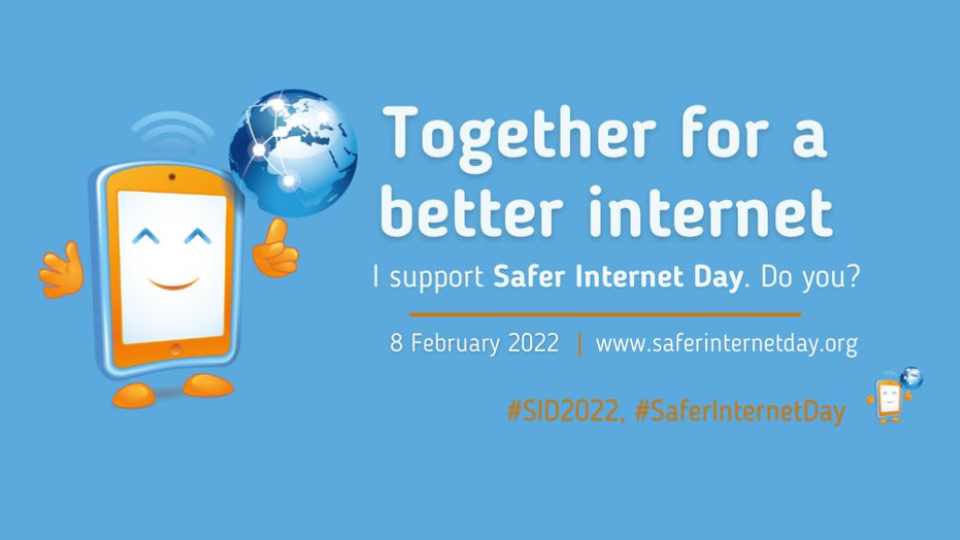 Together for a
better internet
I support Safer Internet Day. Do you?
8 February 2022 | www.saferinternetday.org
#SID2022, #SaferInternetDay